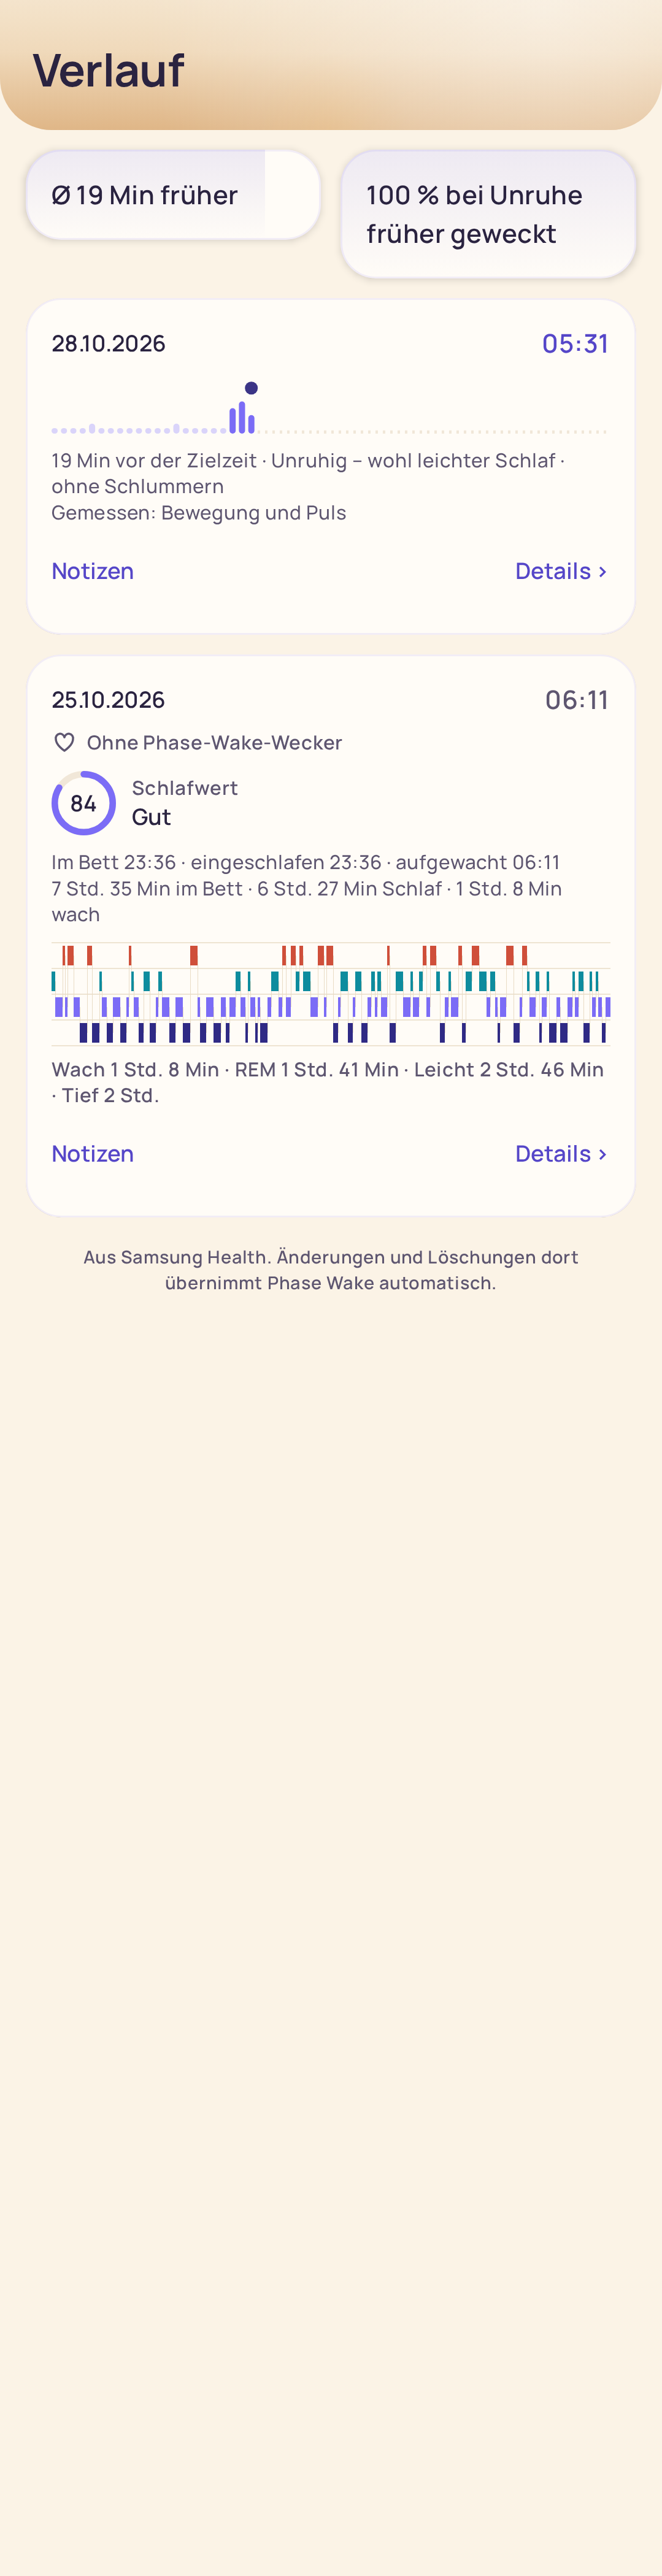 Verlauf
Ø 19 Min früher
100 % bei Unruhe
früher geweckt
28.10.2026 05:31
19 Min vor der Zielzeit · Unruhig – wohl leichter Schlaf ·
ohne Schlummern
Gemessen: Bewegung und Puls
Notizen Details ›
25.10.2026 06:11
Ohne Phase-Wake-Wecker
84
Schlafwert
Gut
Im Bett 23:36 · eingeschlafen 23:36 · aufgewacht 06:11
7 Std. 35 Min im Bett · 6 Std. 27 Min Schlaf · 1 Std. 8 Min
wach
Wach 1 Std. 8 Min · REM 1 Std. 41 Min · Leicht 2 Std. 46 Min
· Tief 2 Std.
Notizen Details ›
Aus Samsung Health. Änderungen und Löschungen dort
übernimmt Phase Wake automatisch.